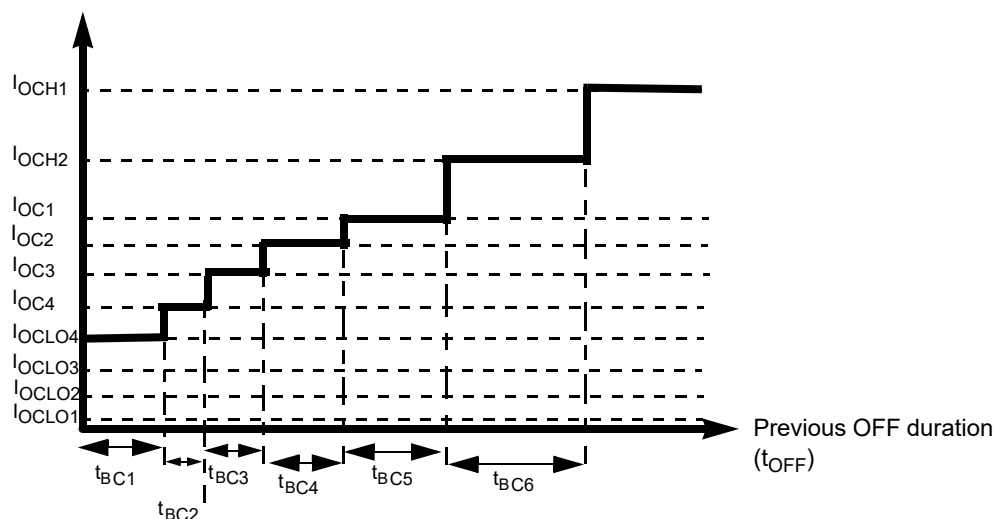 IOCH1
IOCH2
IOC1
IOC2
IOC3
IOC4
IOCLO4
IOCLO3
IOCLO2
IOCLO1
Previous OFF duration
(tOFF)
tBC1
tBC2
tBC3
tBC4
tBC5
tBC6